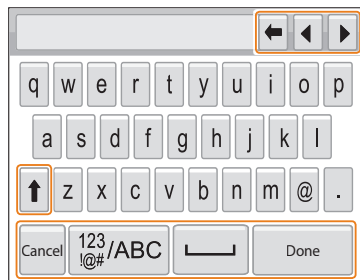 q w e r t y u i o p
a s d f g h j k l
z x c v b n m @ .
Cancel 123 !@# /ABC Done